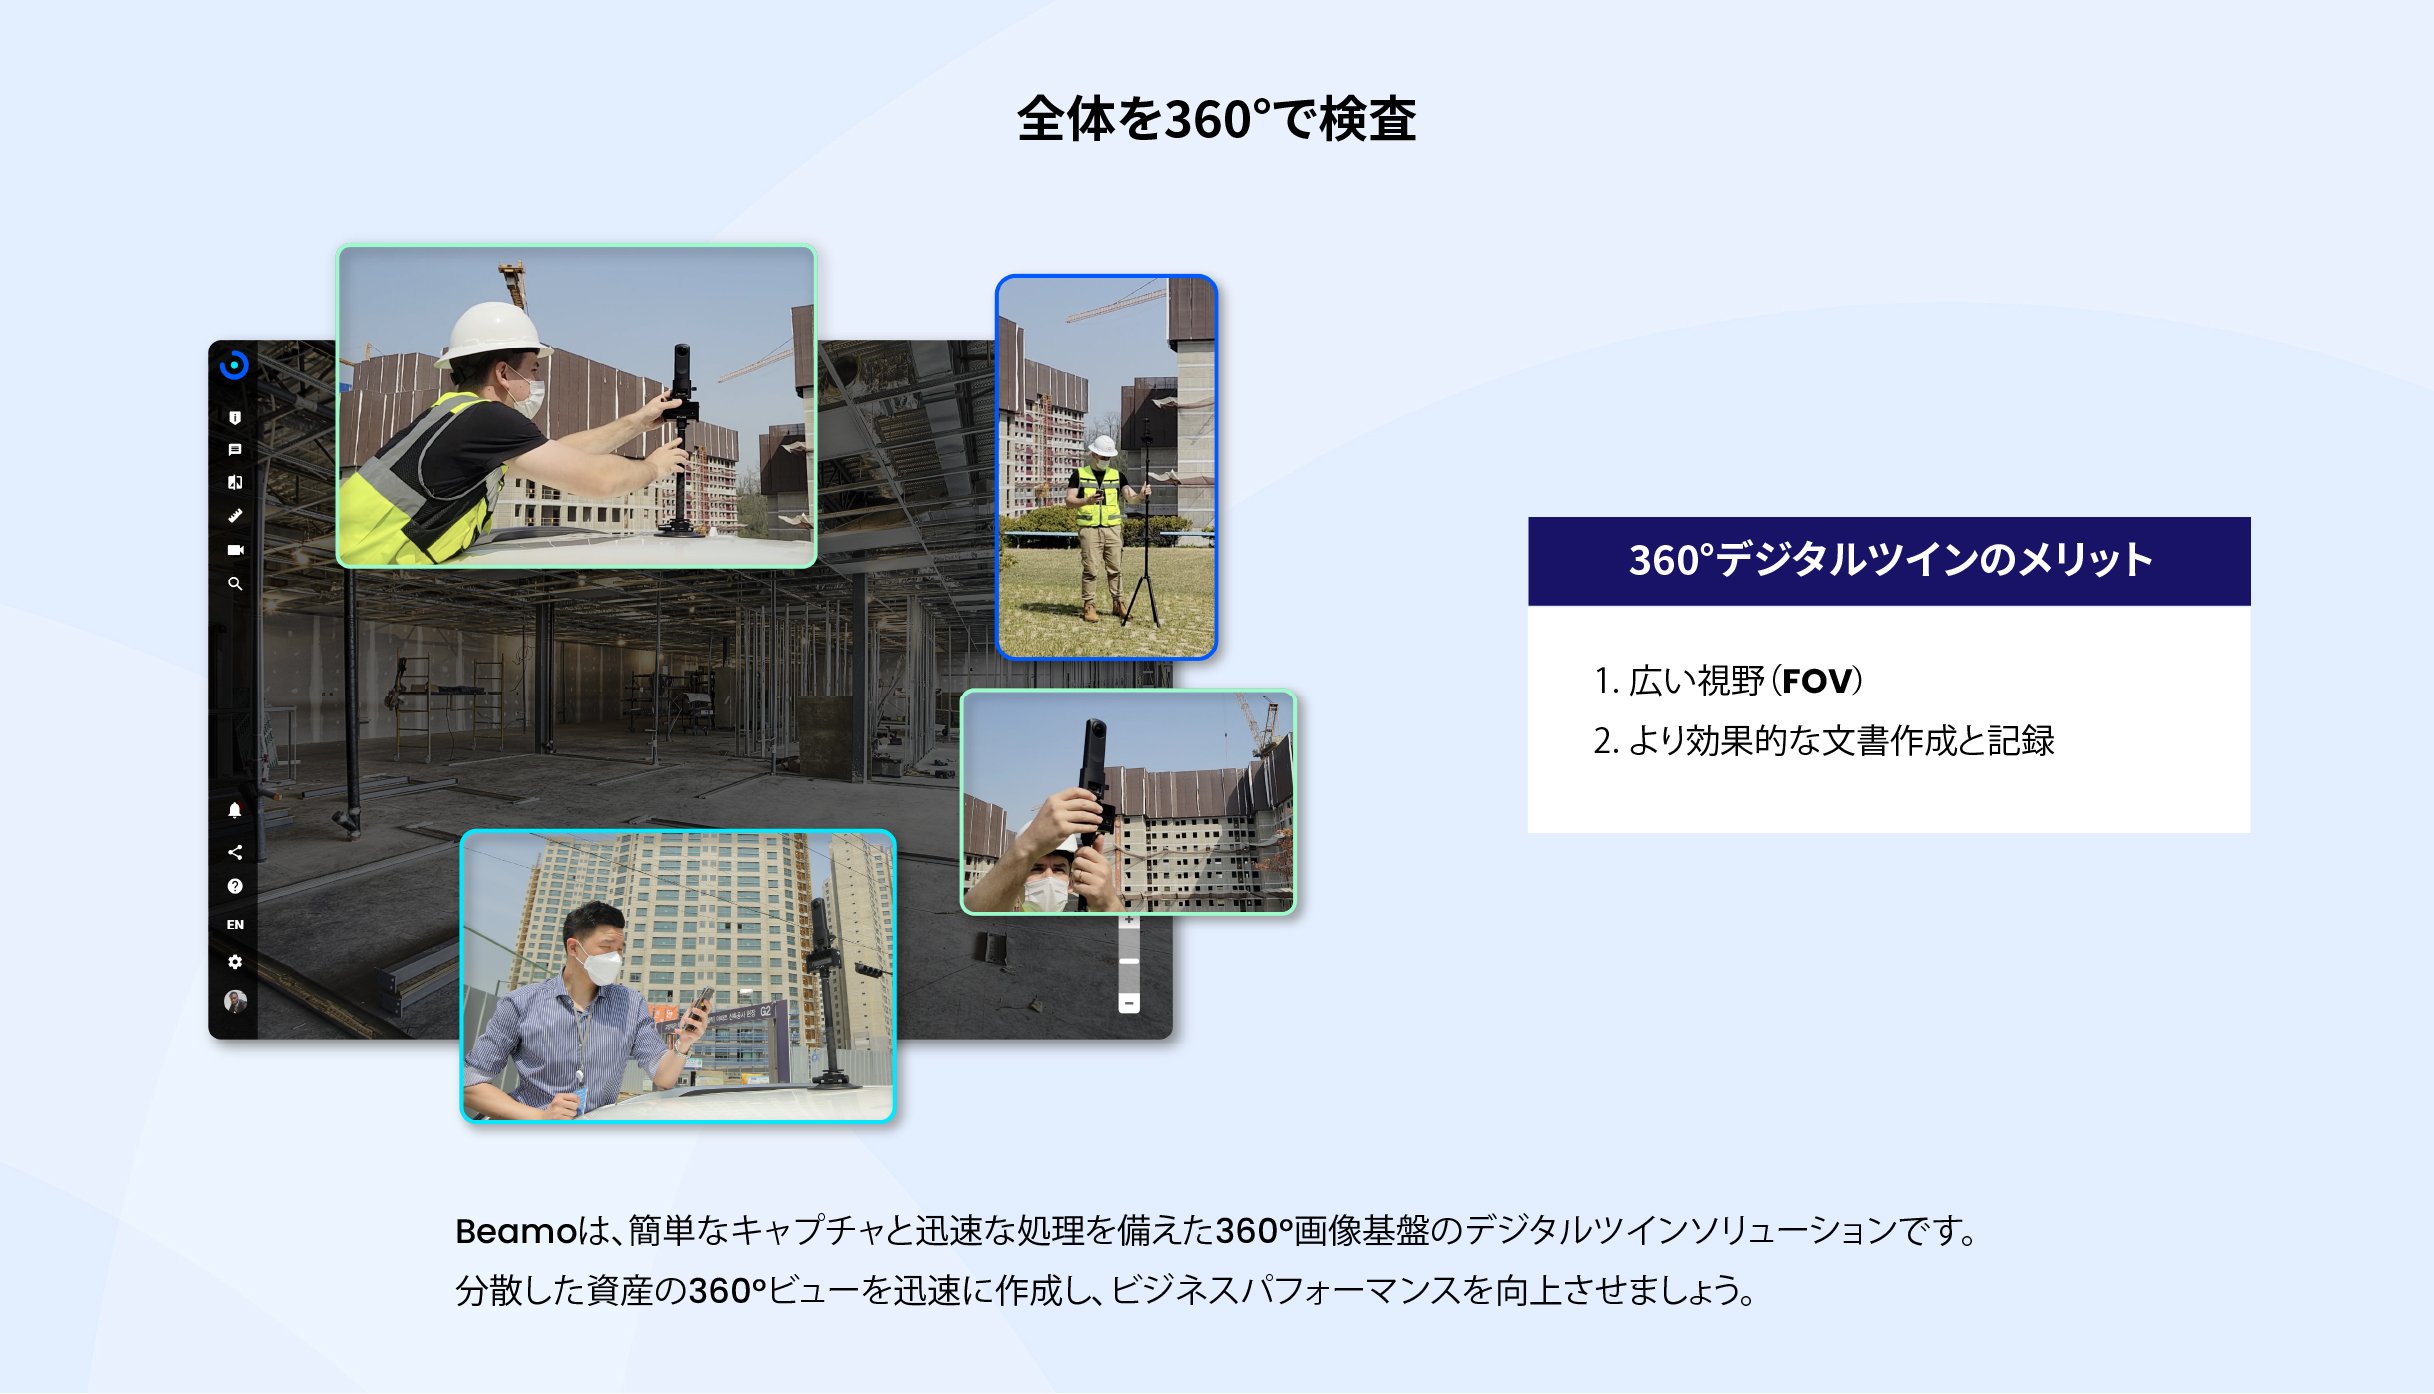 全体を360°で検査
EN
G2
360°デジタルツインのメリット
1. 広い視野（FOV）
2. より効果的な文書作成と記録
Beamoは、簡単なキャプチャと迅速な処理を備えた360°画像基盤のデジタルツインソリューションです。
分散した資産の360°ビューを迅速に作成し、ビジネスパフォーマンスを向上させましょう。